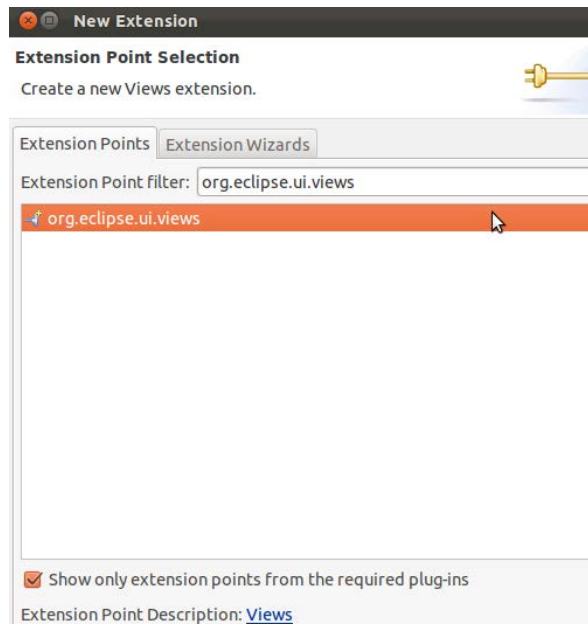 New Extension
Extension Point Selection
Create a new Views extension.
Extension Points Extension Wizards
Extension Point filter: org.eclipse.ui.views
org.eclipse.ui.views
Show only extension points from the required plug-ins
Extension Point Description: Views